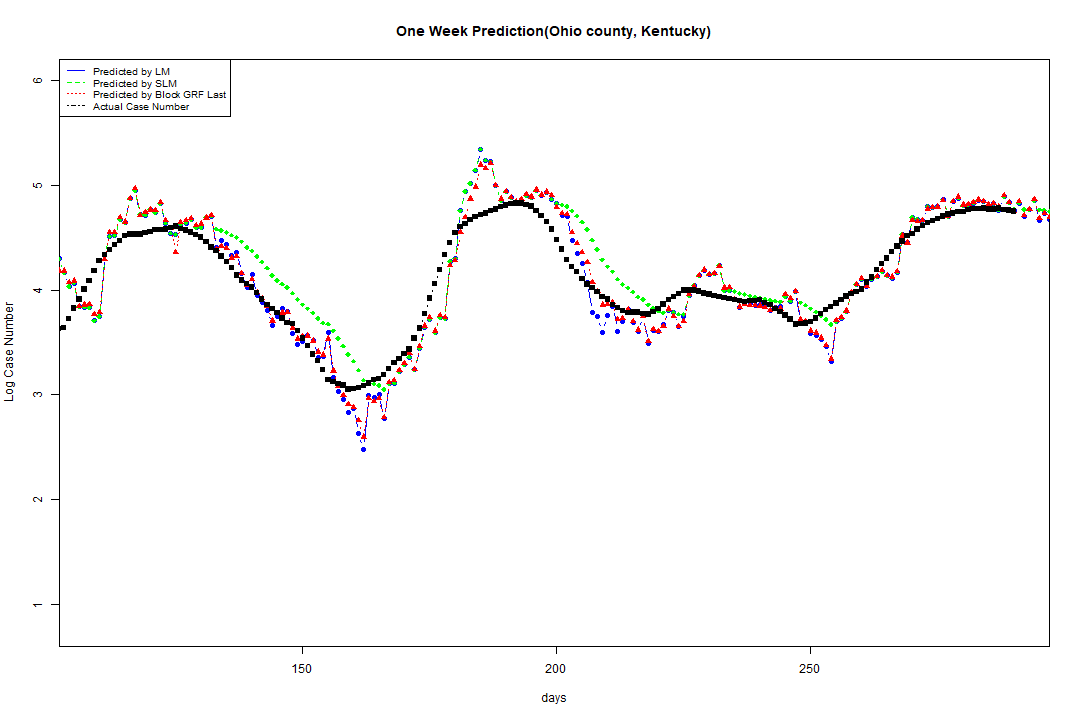 One Week Prediction(Ohio county, Kentucky)
Predicted by LM
Predicted by SLM
Predicted by Block GRF Last
Actual Case Number
6
5
4
3
2
1
Log Case Number
150
200
250
days